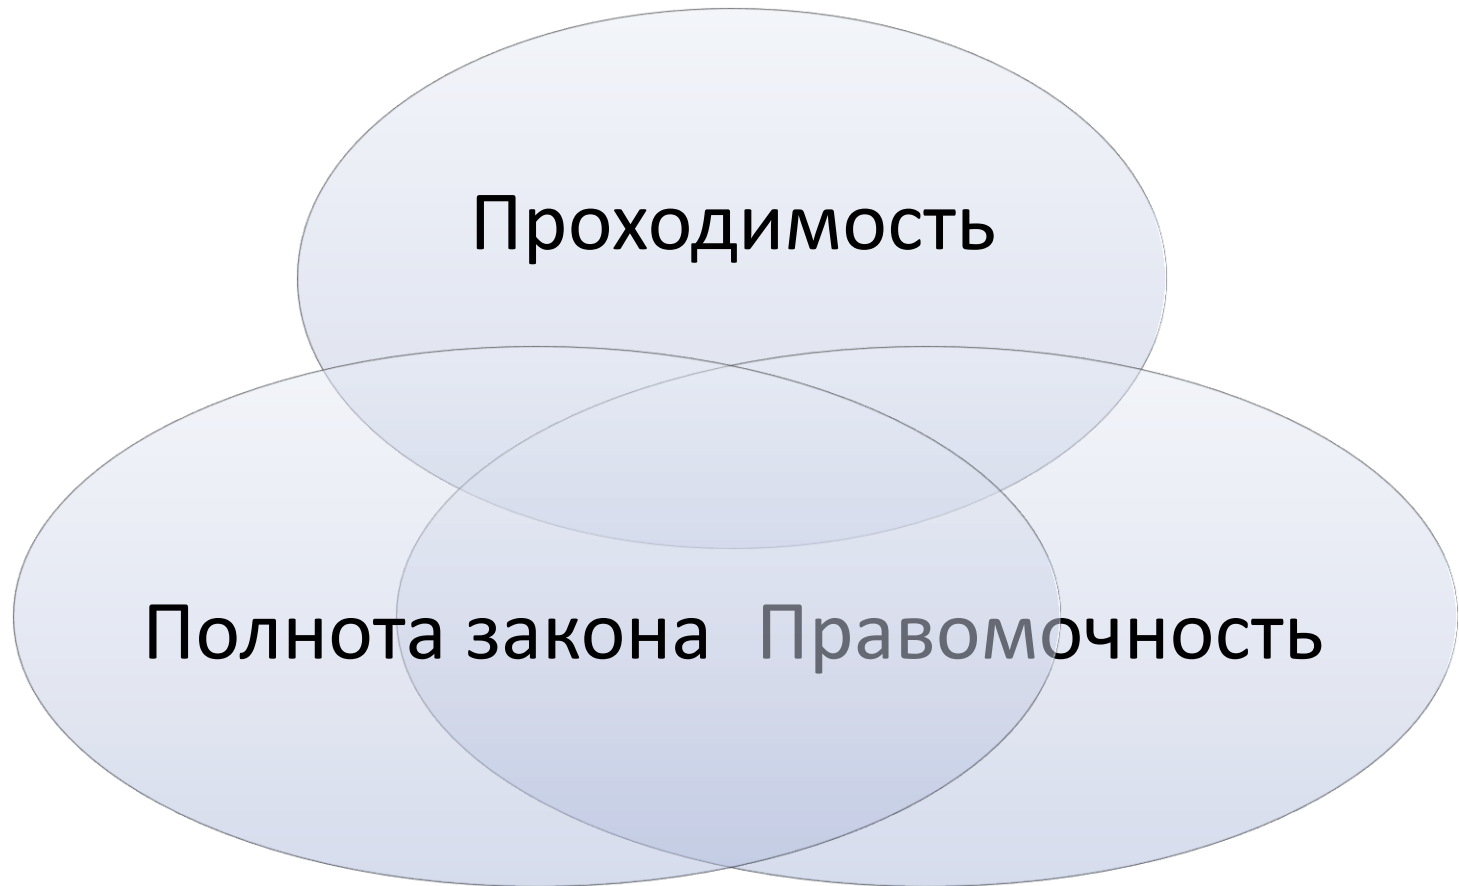 Проходимость
Полнота закона
Правомочность